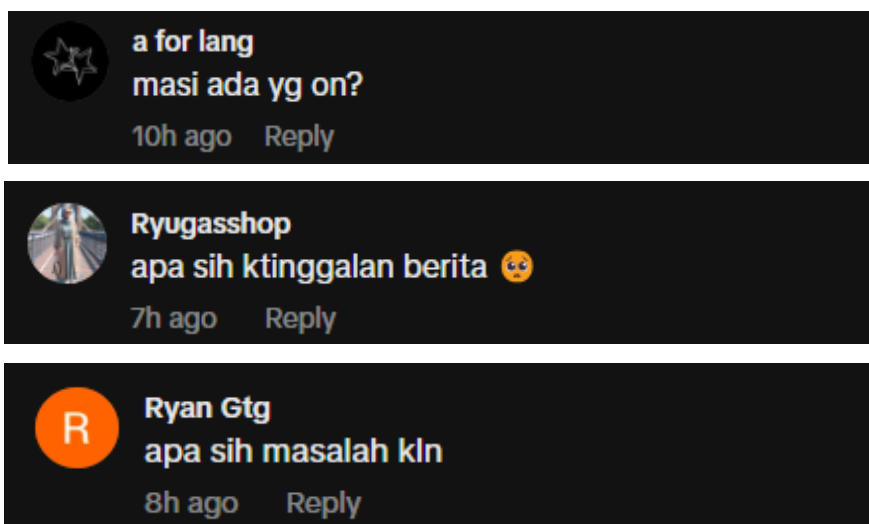 a for lang
masi ada yg on?
10h ago Reply
Ryugasshop
apa sih ktinggalan berita 🥺
7h ago Reply
R
Ryan Gtg
apa sih masalah kln
8h ago Reply